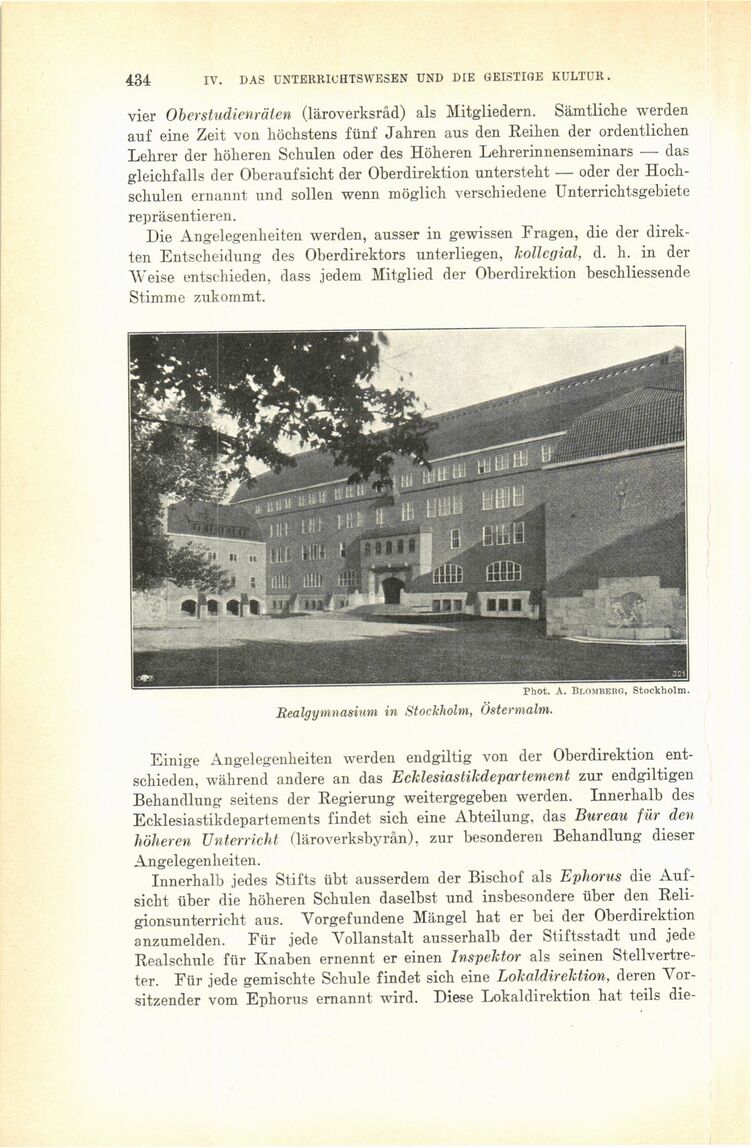 434 IV. DAS UNTERRICHTSWESEN UND DIE GEISTIGE KULTUR.
vier Oberstudienräten (läroverksråd) als Mitgliedern. Sämtliche werden
auf eine Zeit von höchstens fünf Jahren aus den Reihen der ordentlichen
Lehrer der höheren Schulen oder des Höheren Lehrerinnenseminars — das
gleichfalls der Oberaufsicht der Oberdirektion untersteht — oder der Hoch-
schulen ernannt und sollen wenn möglich verschiedene Unterrichtsgebiete
repräsentieren.
Die Angelegenheiten werden, ausser in gewissen Fragen, die der direk-
ten Entscheidung des Oberdirektors unterliegen, kollegial, d. h. in der
Weise entschieden, dass jedem Mitglied der Oberdirektion beschliessende
Stimme zukommt.
321
Phot. A. BLOMBERG, Stockholm.
Realgymnasium in Stockholm, Östermalm.
Einige Angelegenheiten werden endgiltig von der Oberdirektion ent-
schieden, während andere an das Ecklesiastikdepartement zur endgiltigen
Behandlung seitens der Regierung weitergegeben werden. Innerhalb des
Ecklesiastikdepartements findet sich eine Abteilung, das Bureau für den
höheren Unterricht (läroverksbyrån), zur besonderen Behandlung dieser
Angelegenheiten.
Innerhalb jedes Stifts übt ausserdem der Bischof als Ephorus die Auf-
sicht über die höheren Schulen daselbst und insbesondere über den Reli-
gionsunterricht aus. Vorgefundene Mängel hat er bei der Oberdirektion
anzumelden. Für jede Vollanstalt ausserhalb der Stiftsstadt und jede
Realschule für Knaben ernennt er einen Inspektor als seinen Stellvertre-
ter. Für jede gemischte Schule findet sich eine Lokaldirektion, deren Vor-
sitzender vom Ephorus ernannt wird. Diese Lokaldirektion hat teils die-